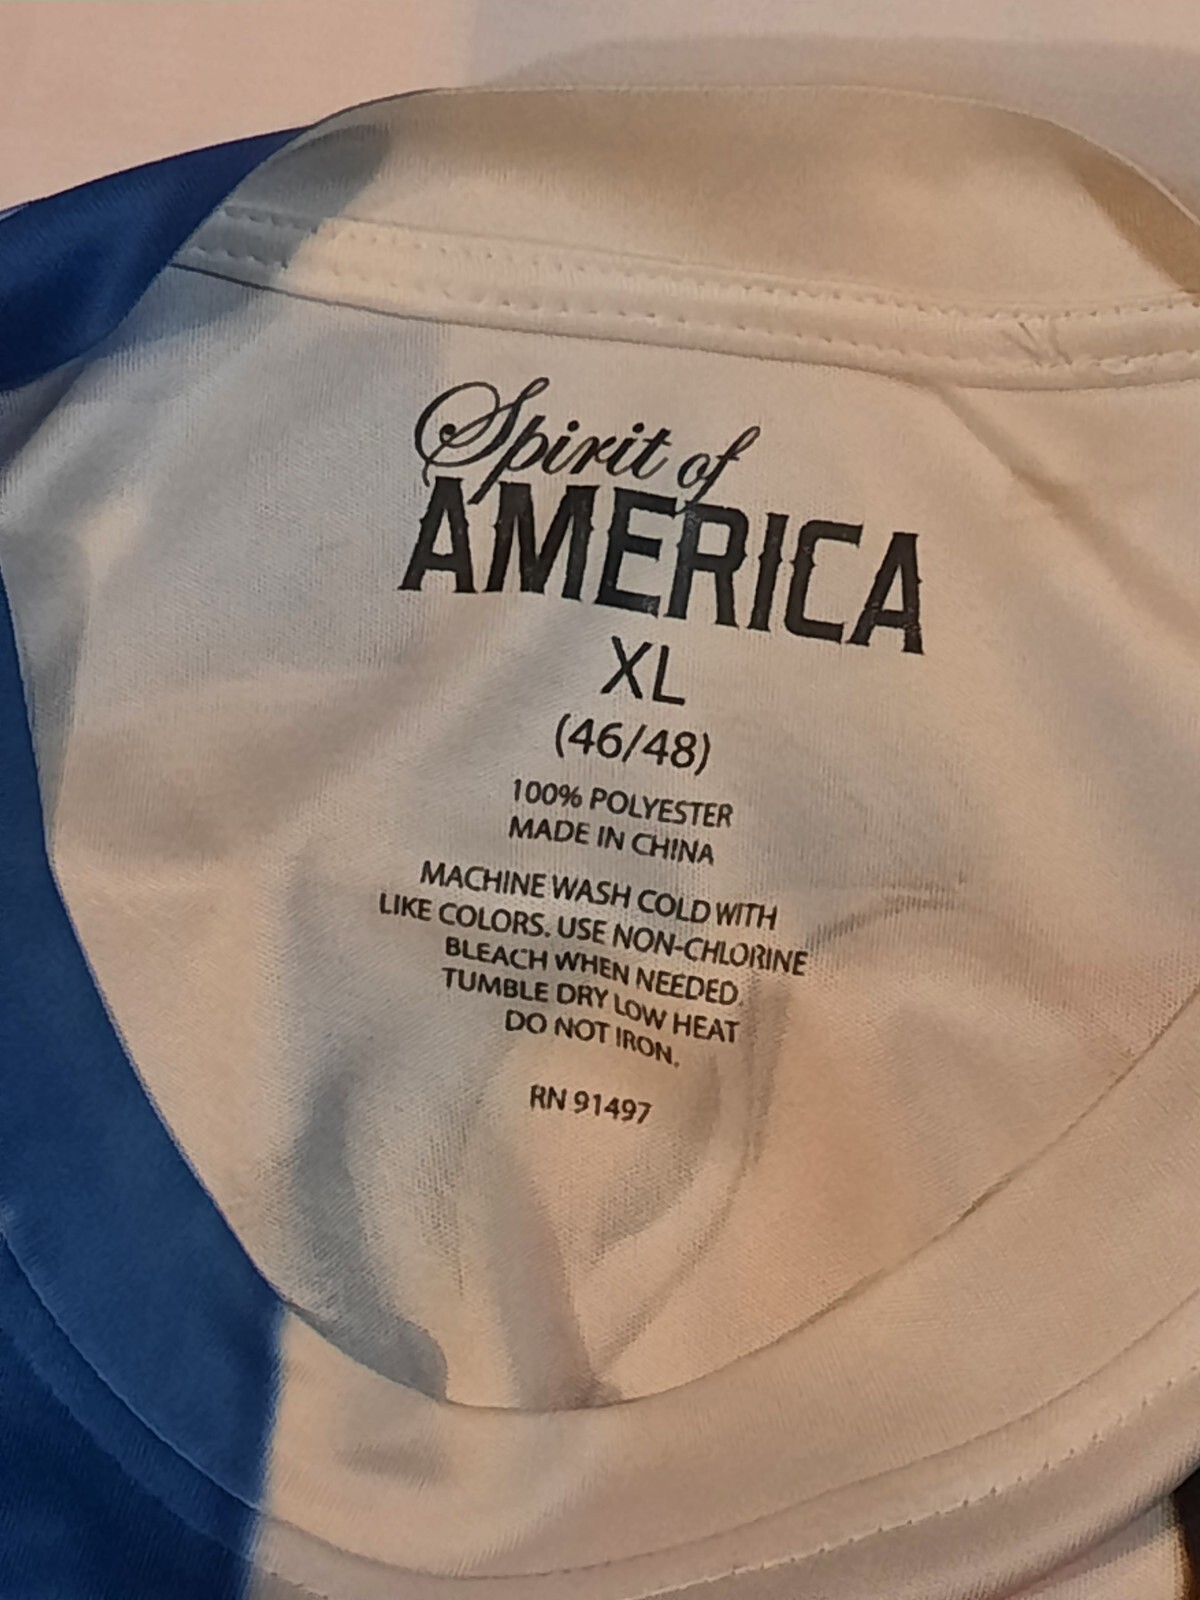 Spirit of
AMERICA
XL
(46/48)
100% POLYESTER
MADE IN CHINA
MACHINE WASH COLD WITH
LIKE COLORS. USE NON-CHLORINE
BLEACH WHEN NEEDED.
TUMBLE DRY LOW HEAT
DO NOT IRON.
RN 91497